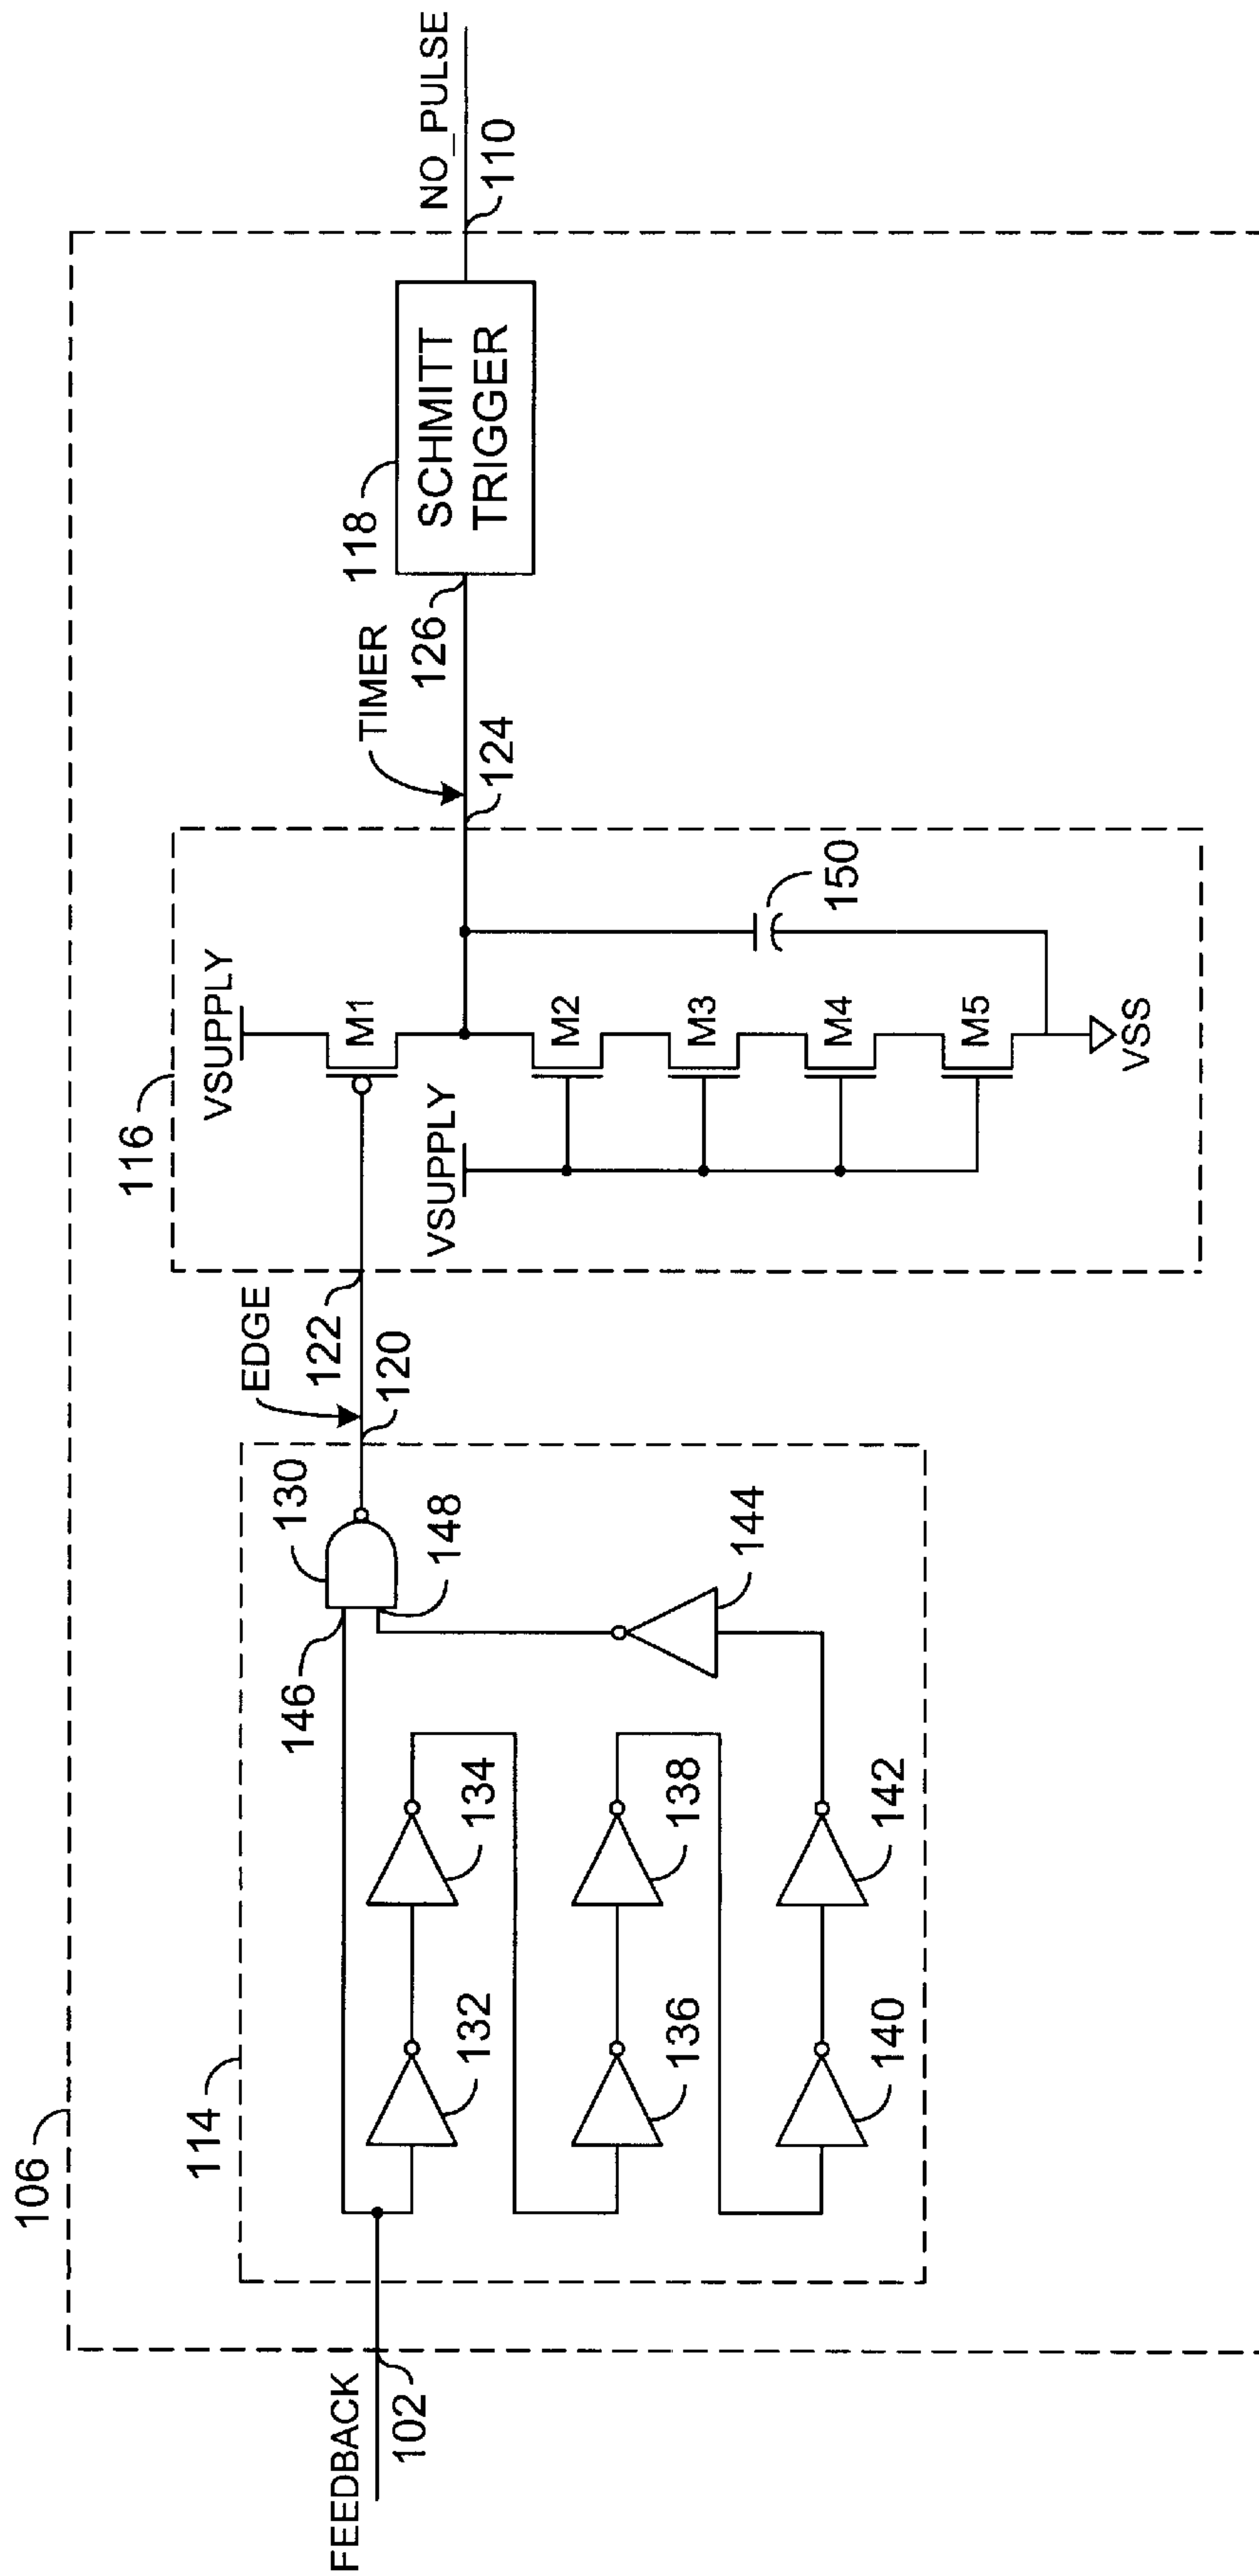 106
114
116
VSUPPLY
EDGE
122
120
130
146
148
144
FEEDBACK
102
132
134
136
138
140
142
M1
VSUPPLY
M2
M3
M4
M5
VSS
150
TIMER
124
126
118
SCHMITT
TRIGGER
NO_PULSE
110